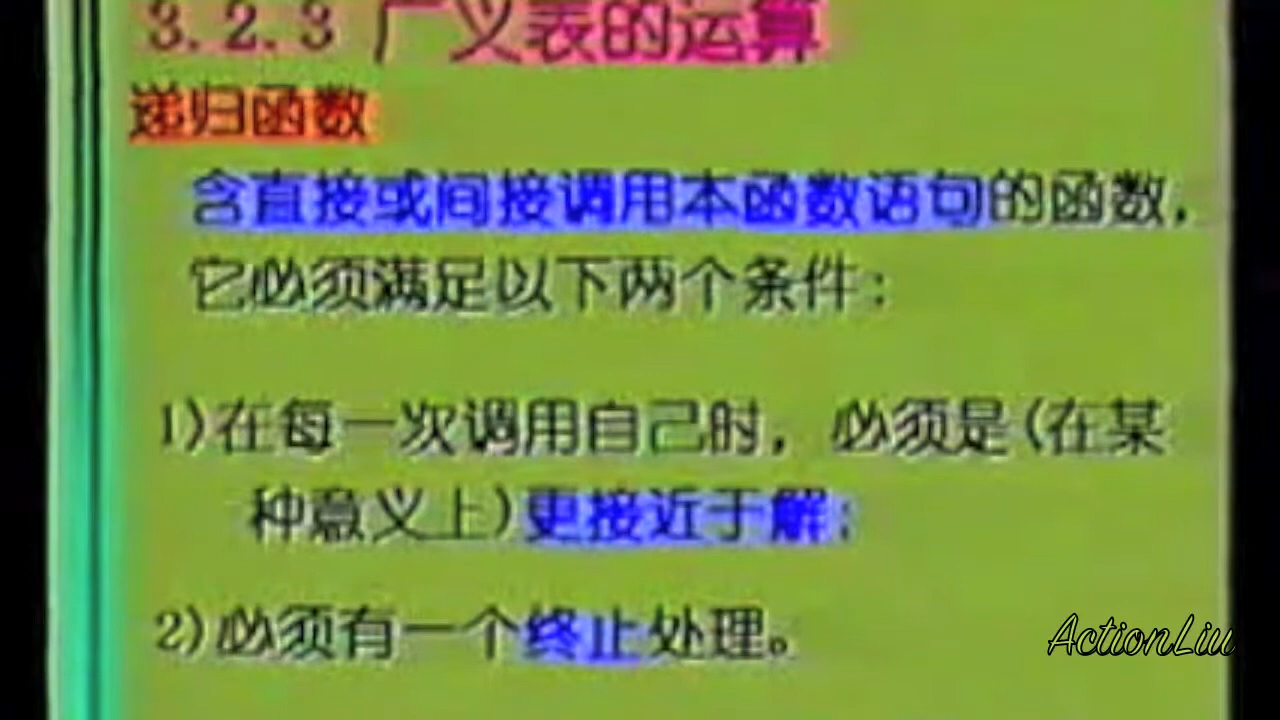 3.2.3 广义表的运算
递归函数
含直接或间接调用本函数语句的函数,
它必须满足以下两个条件:
1)在每一次调用自己时, 必须是(在某
种意义上)更接近于解;
2)必须有一个终止处理。
ActionLiu